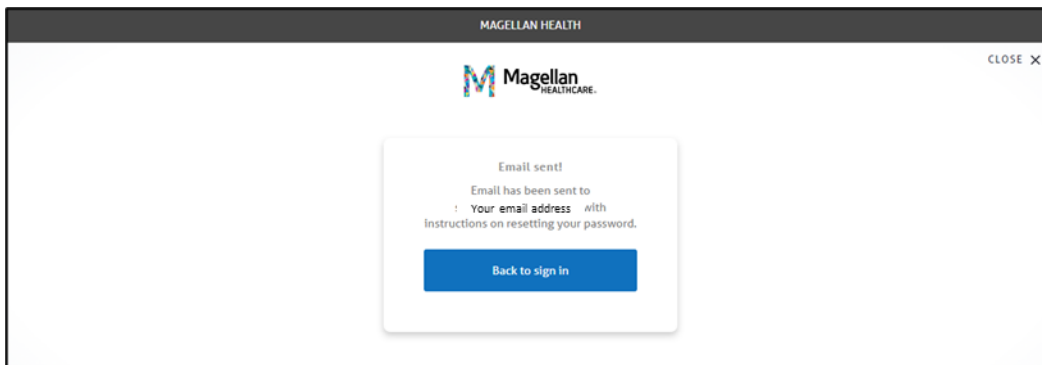 MAGELLAN HEALTH
CLOSE X
Magellan
HEALTHCARE.
Email sent!
Email has been sent to
Your email address with
instructions on resetting your password.
Back to sign in